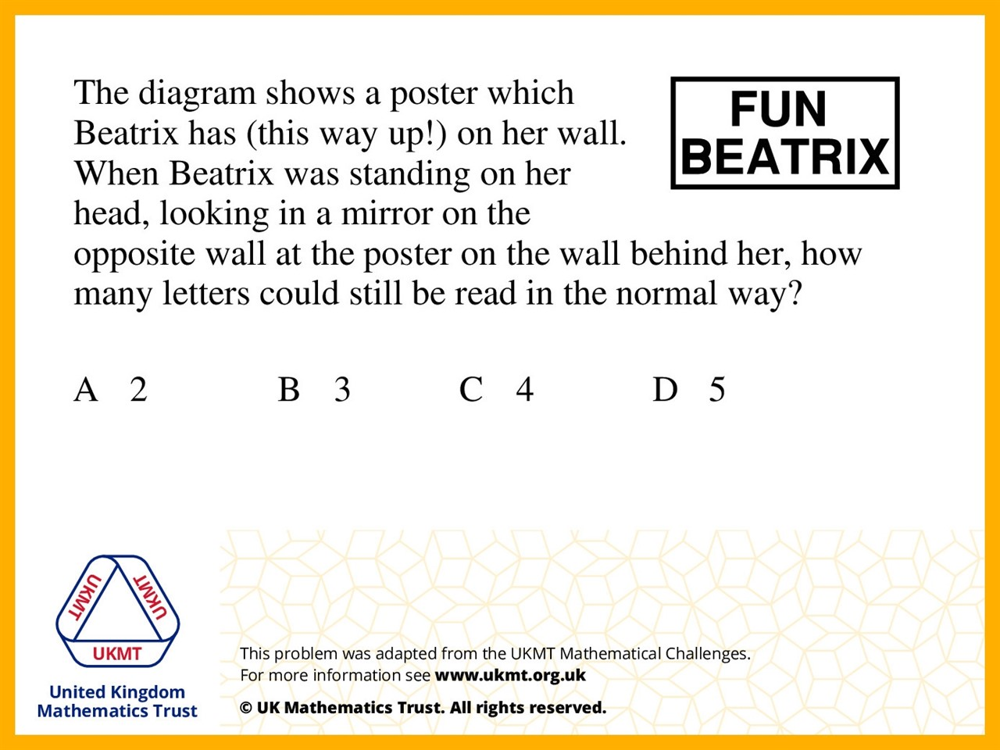 The diagram shows a poster which
Beatrix has (this way up!) on her wall.
When Beatrix was standing on her
head, looking in a mirror on the
opposite wall at the poster on the wall behind her, how
many letters could still be read in the normal way?
FUN
BEATRIX
A 2 B 3 C 4 D 5
UKMT
UKMT
UKMT
United Kingdom
Mathematics Trust
This problem was adapted from the UKMT Mathematical Challenges.
For more information see www.ukmt.org.uk
© UK Mathematics Trust. All rights reserved.